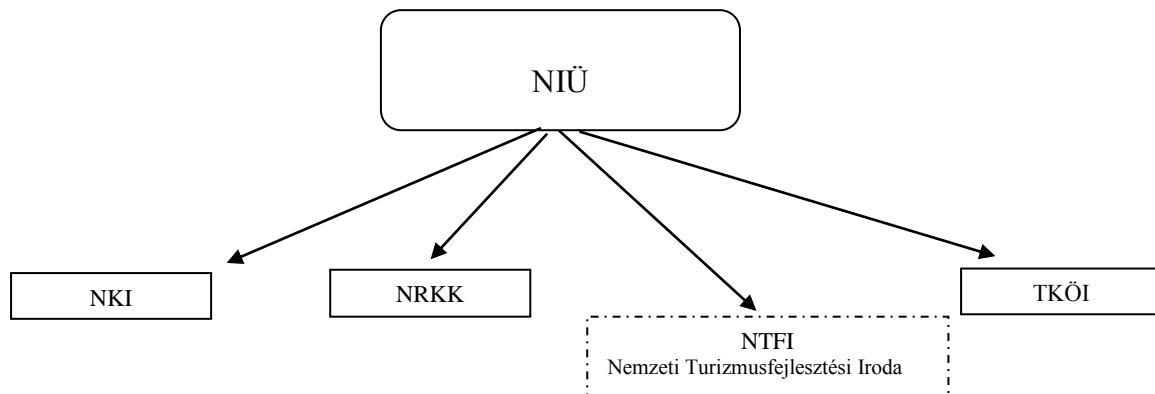 NIÜ
NKI
NRKK
NTFI
Nemzeti Turizmusfejlesztési Iroda
TKÖI